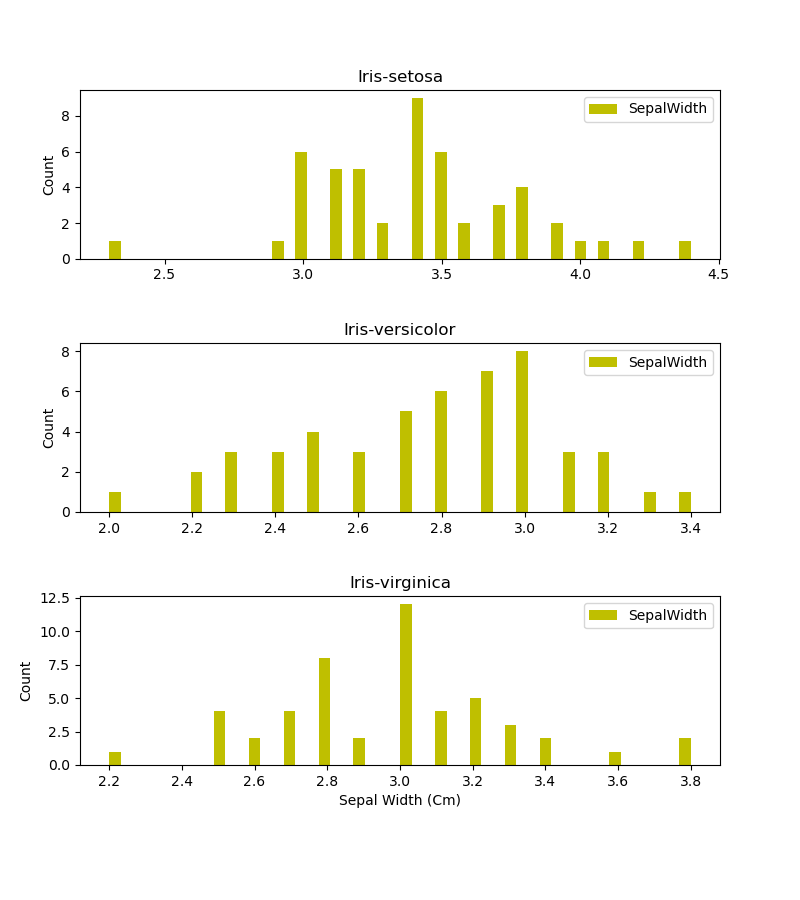 Iris-setosa
SepalWidth
Count
8
6
4
2
0
2.5 3.0 3.5 4.0 4.5
Iris-versicolor
SepalWidth
Count
8
6
4
2
0
2.0 2.2 2.4 2.6 2.8 3.0 3.2 3.4
Iris-virginica
SepalWidth
Count
12.5
10.0
7.5
5.0
2.5
0.0
2.2 2.4 2.6 2.8 3.0 3.2 3.4 3.6 3.8
Sepal Width (Cm)